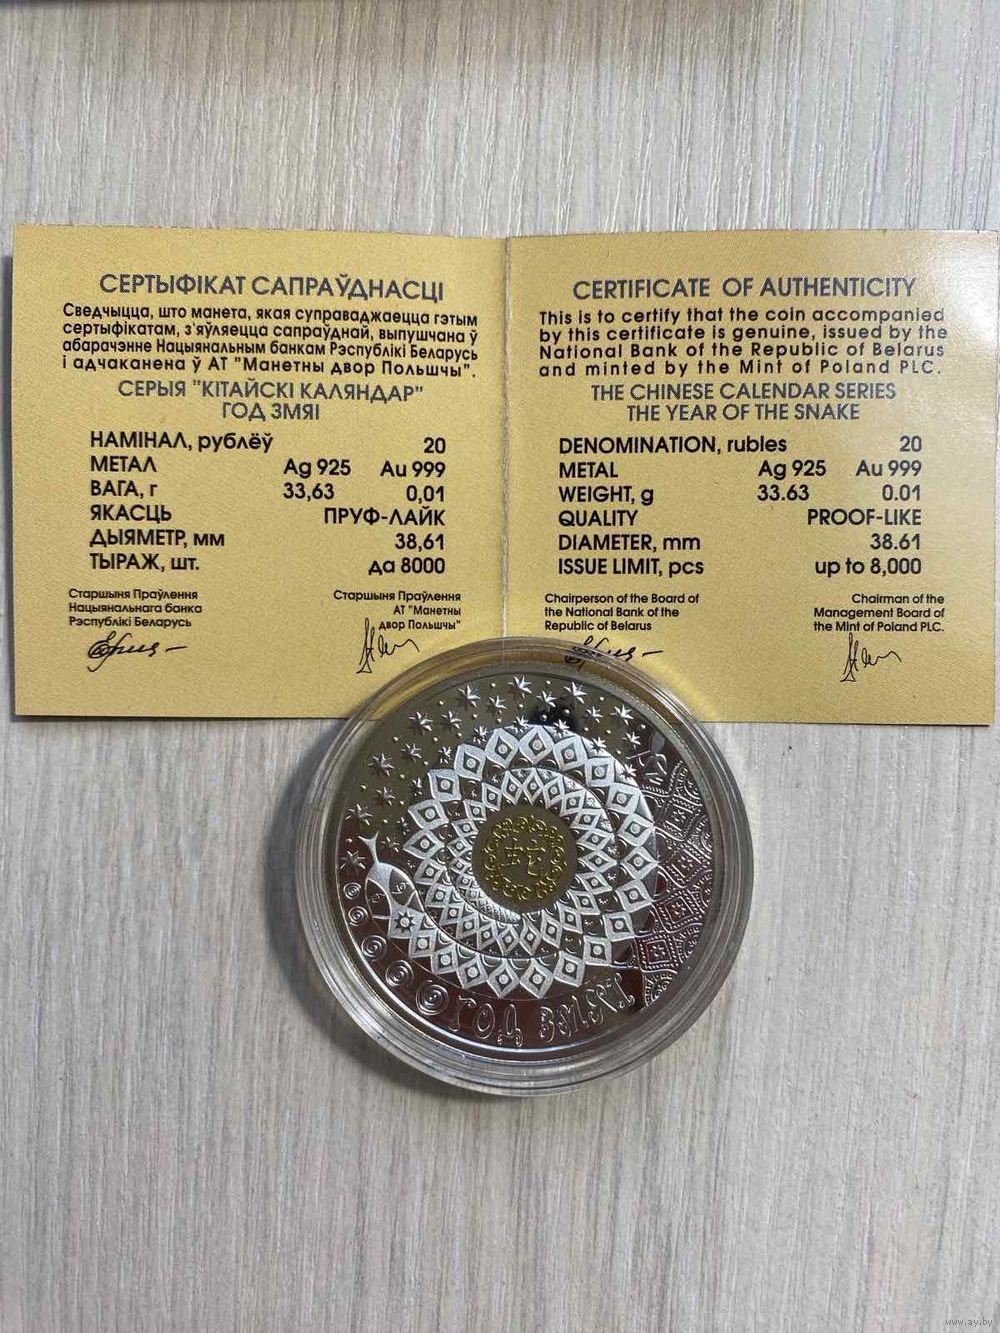 СЕРТЫФІКАТ САПРАЎДНАСЦІ
Сведчыцца, што манета, якая суправаджаецца гэтым
сертыфікатам, з'яўляецца сапраўднай, выпушчана ў
абарачэнне Нацыянальным банкам Рэспублікі Беларусь
і адчаканена ў АТ "Манетны двор Польшчы".
СЕРЫЯ "КІТАЙСКІ КАЛЯНДАР"
ГОД ЗМЯІ
НАМІНАЛ, рублёў 20
МЕТАЛ Ag 925 Au 999
ВАГА, г 33,63 0,01
ЯКАСЦЬ ПРУФ-ЛАЙК
ДЫЯМЕТР, мм 38,61
ТЫРАЖ, шт. да 8000
Старшыня Праўлення
Нацыянальнага банка
Рэспублікі Беларусь
Старшыня Праўлення
АТ "Манетны
двор Польшчы"
CERTIFICATE OF AUTHENTICITY
This is to certify that the coin accompanied
by this certificate is genuine, issued by the
National Bank of the Republic of Belarus
and minted by the Mint of Poland PLC.
THE CHINESE CALENDAR SERIES
THE YEAR OF THE SNAKE
DENOMINATION, rubles 20
METAL Ag 925 Au 999
WEIGHT, g 33.63 0.01
QUALITY PROOF-LIKE
DIAMETER, mm 38.61
ISSUE LIMIT, pcs up to 8,000
Chairperson of the Board of
the National Bank of the
Republic of Belarus
Chairman of the
Management Board of
the Mint of Poland PLC.
蛇
ГОД ЗМЯІ
www.ay.by